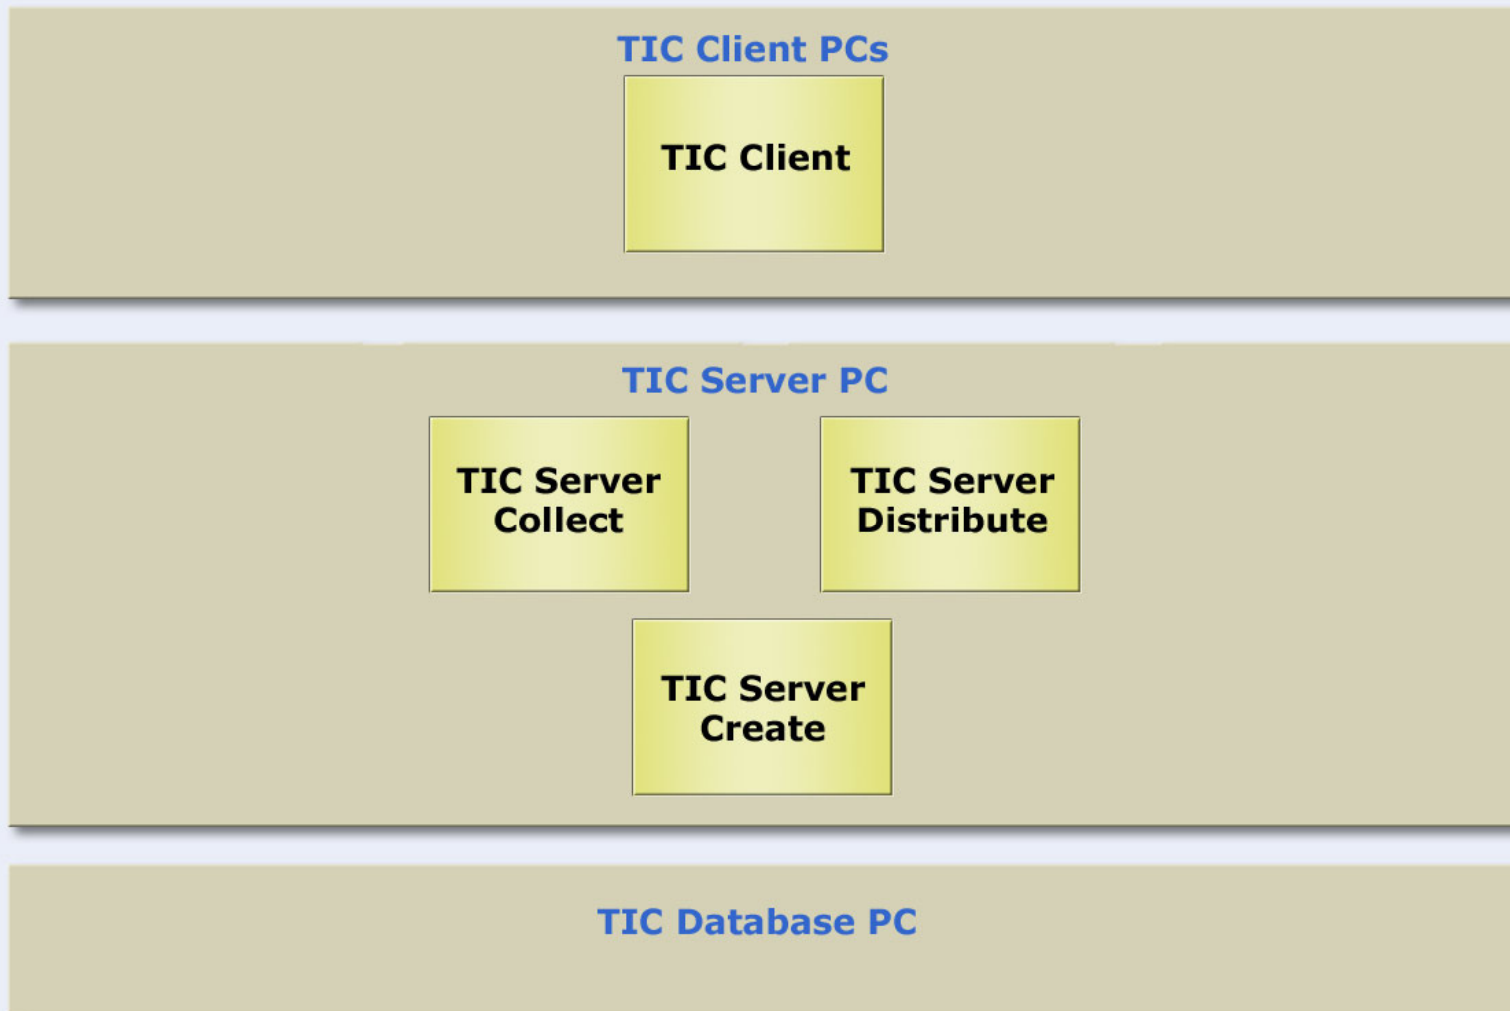 TIC Client PCs
TIC Client
TIC Server PC
TIC Server
Collect
TIC Server
Distribute
TIC Server
Create
TIC Database PC